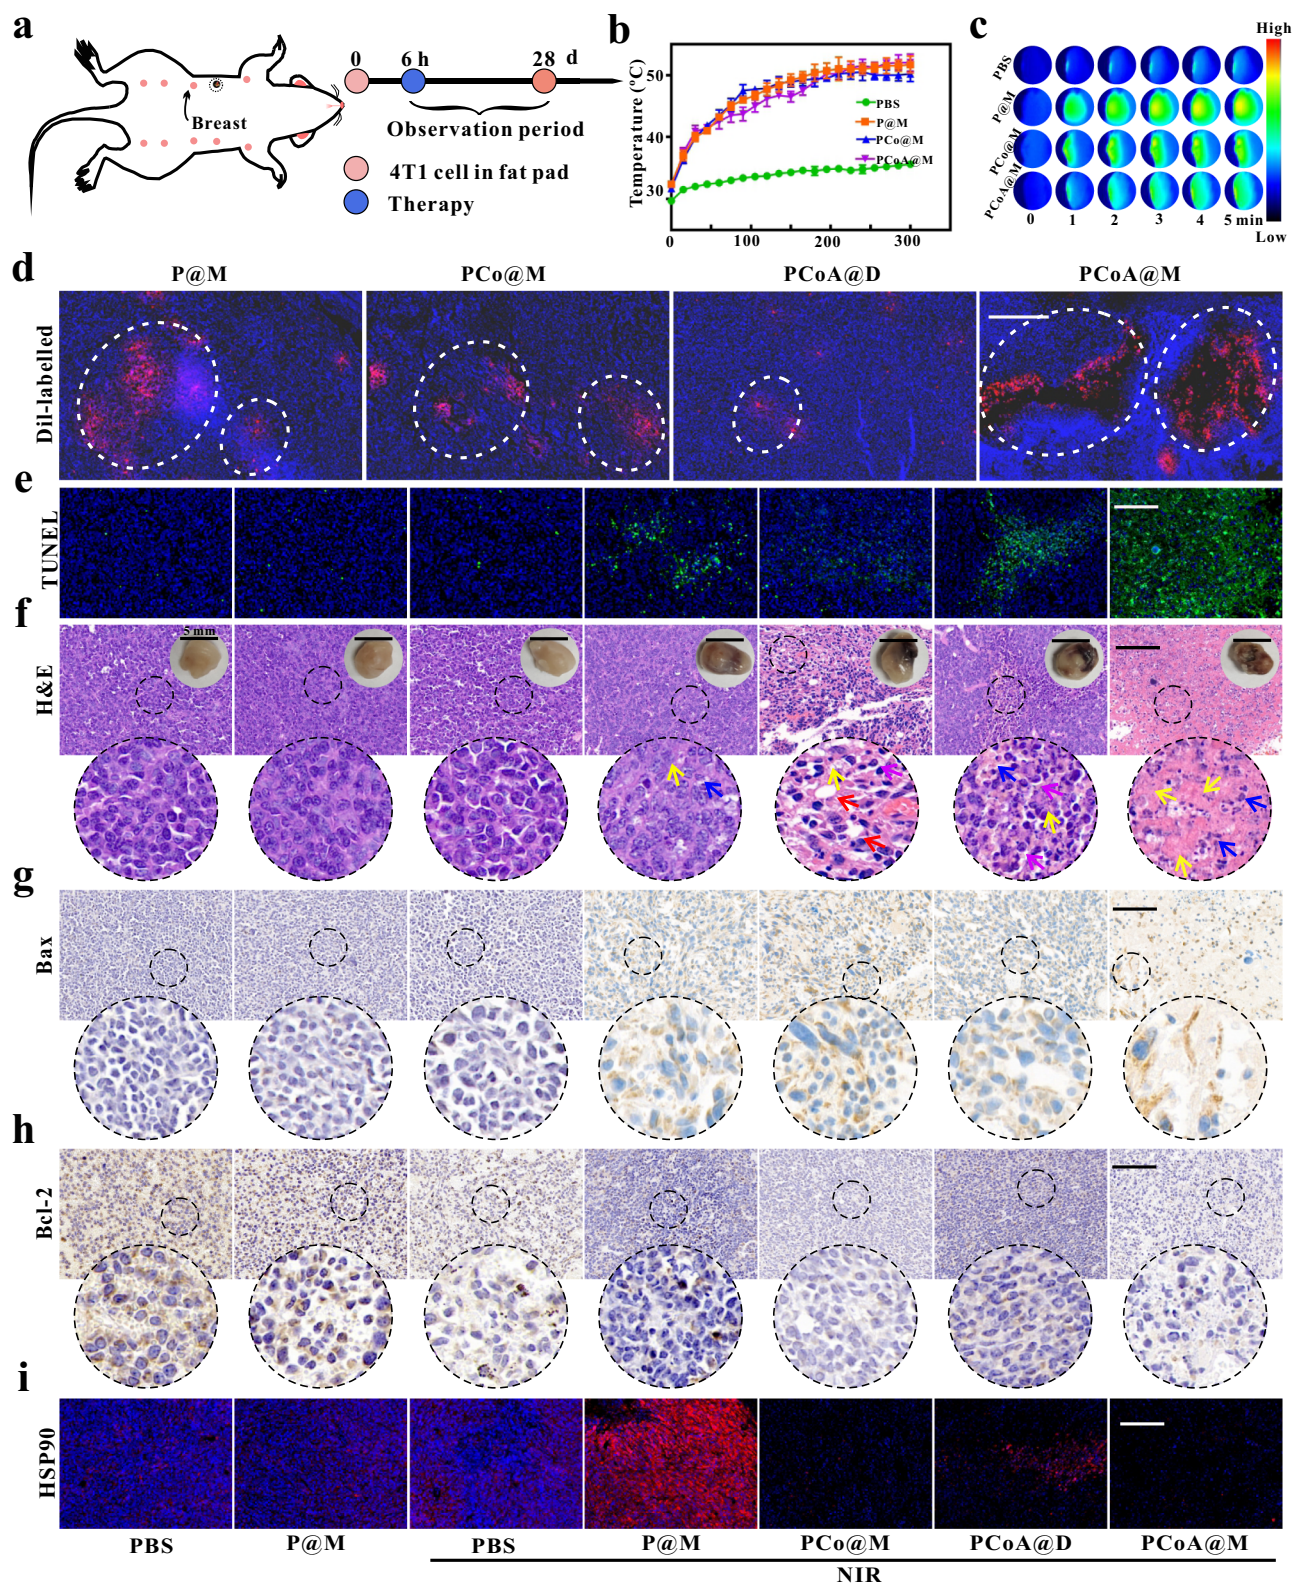 a
0
6 h
28
d
Breast
Observation period
4T1 cell in fat pad
Therapy
b
Temperature (°C)
50
40
30
0
100
200
300
PBS
P@M
PCo@M
PCoA@M
c
High
PBS
P@M
PCo@M
PCoA@M
0
1
2
3
4
5 min
Low
d
P@M
PCo@M
PCoA@D
PCoA@M
Dil-labelled
e
TUNEL
f
H&E
5 mm
g
Bax
h
Bcl-2
i
HSP90
PBS
P@M
PBS
P@M
PCo@M
PCoA@D
PCoA@M
NIR